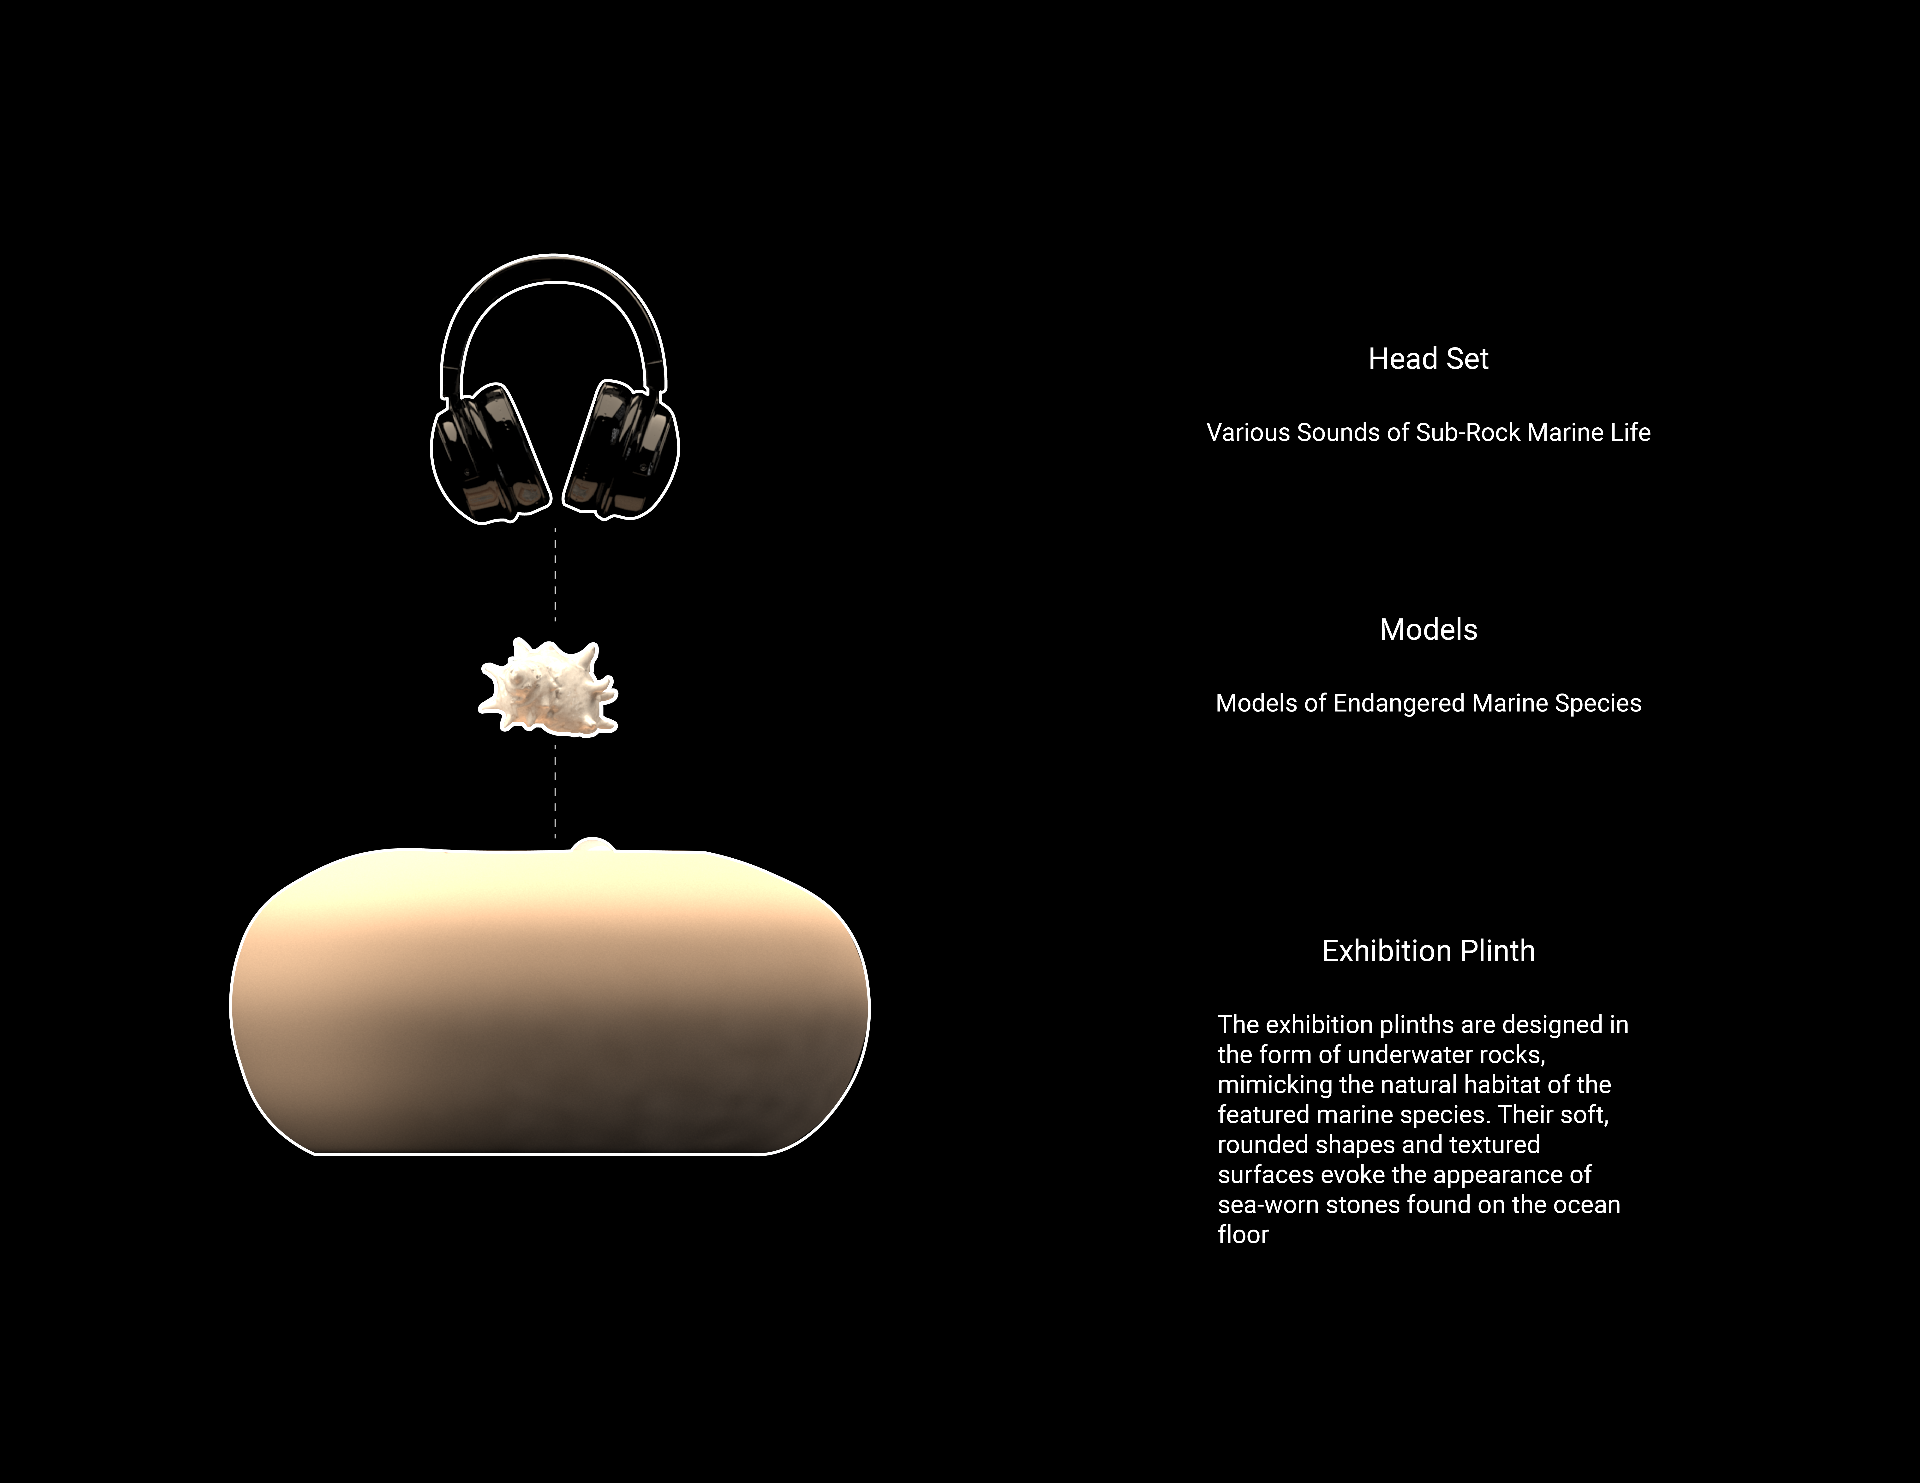 Head Set
Various Sounds of Sub-Rock Marine Life
Models
Models of Endangered Marine Species
Exhibition Plinth
The exhibition plinths are designed in
the form of underwater rocks,
mimicking the natural habitat of the
featured marine species. Their soft,
rounded shapes and textured
surfaces evoke the appearance of
sea-worn stones found on the ocean
floor